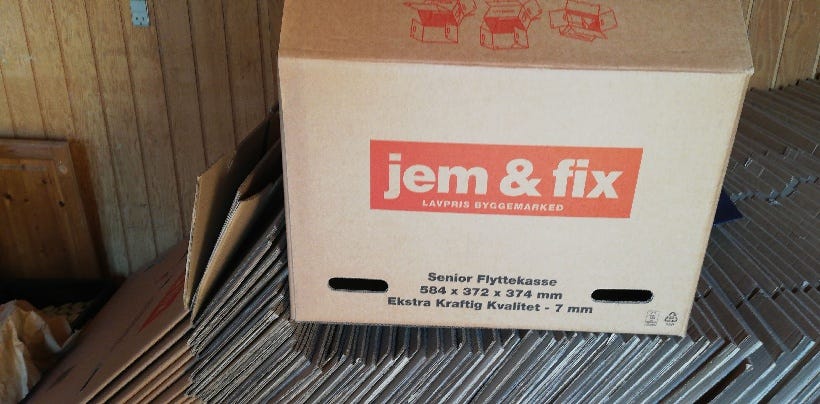 jem & fix
LAVPRIS BYGGEMARKED
Senior Flyttekasse
584 x 372 x 374 mm
Ekstra Kraftig Kvalitet - 7 mm